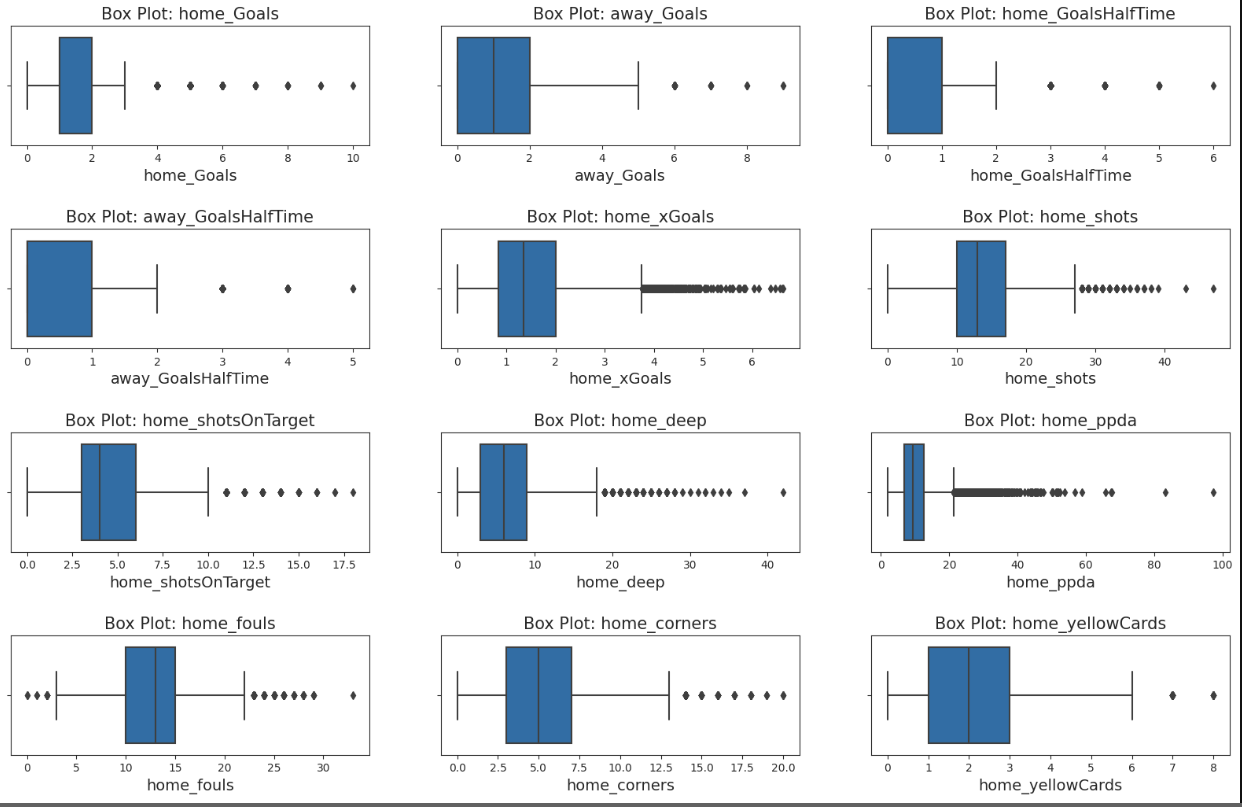 Box Plot: home_Goals
0 2 4 6 8 10
home_Goals
Box Plot: away_Goals
0 2 4 6 8
away_Goals
Box Plot: home_GoalsHalfTime
0 1 2 3 4 5 6
home_GoalsHalfTime
Box Plot: away_GoalsHalfTime
0 1 2 3 4 5
away_GoalsHalfTime
Box Plot: home_xGoals
0 1 2 3 4 5 6
home_xGoals
Box Plot: home_shots
0 10 20 30 40
home_shots
Box Plot: home_shotsOnTarget
0.0 2.5 5.0 7.5 10.0 12.5 15.0 17.5
home_shotsOnTarget
Box Plot: home_deep
0 10 20 30 40
home_deep
Box Plot: home_ppda
0 20 40 60 80 100
home_ppda
Box Plot: home_fouls
0 5 10 15 20 25 30
home_fouls
Box Plot: home_corners
0.0 2.5 5.0 7.5 10.0 12.5 15.0 17.5 20.0
home_corners
Box Plot: home_yellowCards
0 1 2 3 4 5 6 7 8
home_yellowCards